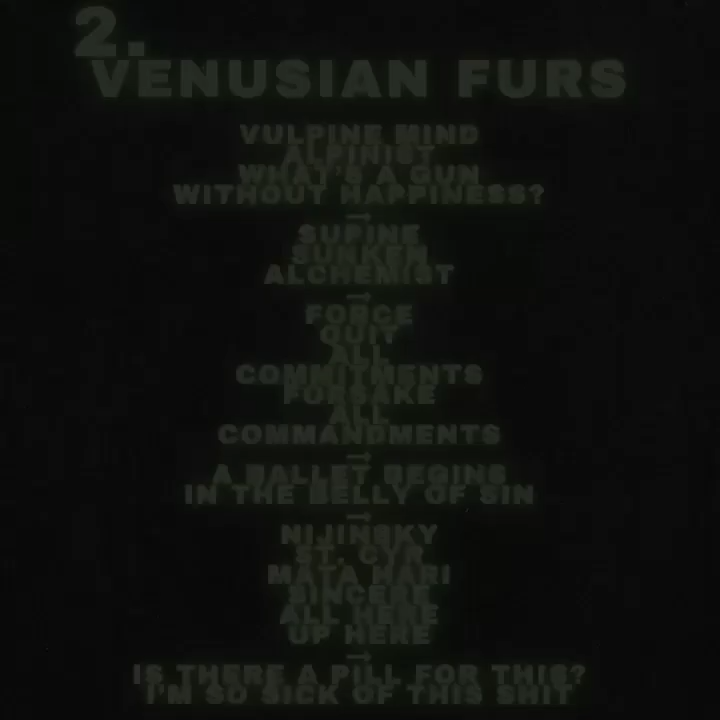 2.
VENUSIAN FURS
VULPINE MIND
ALPINIST
WHAT'S A GUN
WITHOUT HAPPINESS?
→
SUPINE
SUNKEN
ALCHEMIST
→
FORCE
QUIT
ALL
COMMITMENTS
FORSAKE
ALL
COMMANDMENTS
→
A BALLET BEGINS
IN THE BELLY OF SIN
→
NIJINSKY
ST. CYR
MATA HARI
SINCERE
ALL HERE
UP HERE
→
IS THERE A PILL FOR THIS?
I'M SO SICK OF THIS SHIT